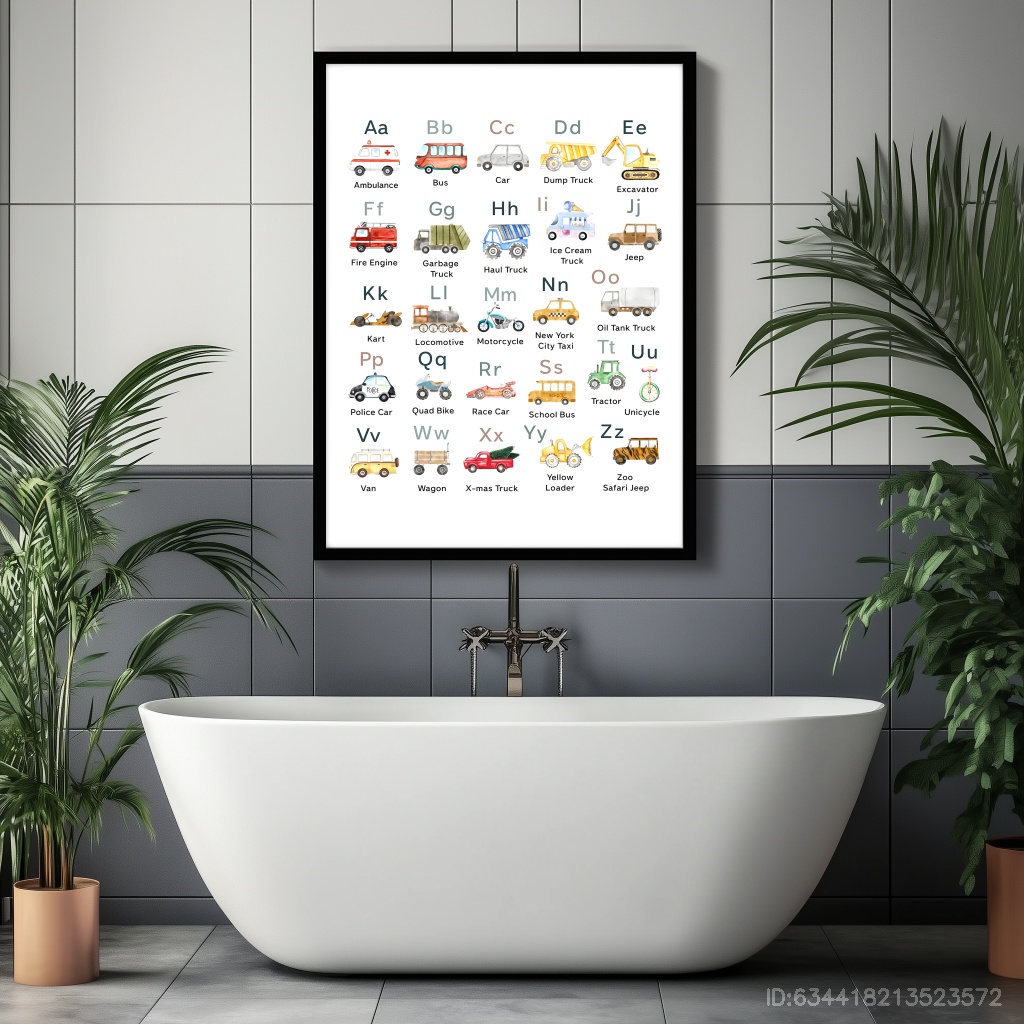 Aa Bb Cc Dd Ee
Ambulance Bus Car Dump Truck Excavator
Ff Gg Hh Ii Jj
Fire Engine Garbage Truck Haul Truck Ice Cream Truck Jeep
Kk Ll Mm Nn Oo
Kart Locomotive Motorcycle New York City Taxi Oil Tank Truck
Pp Qq Rr Ss Tt Uu
POLICE
Police Car Quad Bike Race Car School Bus Tractor Unicycle
Vv Ww Xx Yy Zz
Van Wagon X-mas Truck Yellow Loader Zoo Safari Jeep
ID:634418213523572